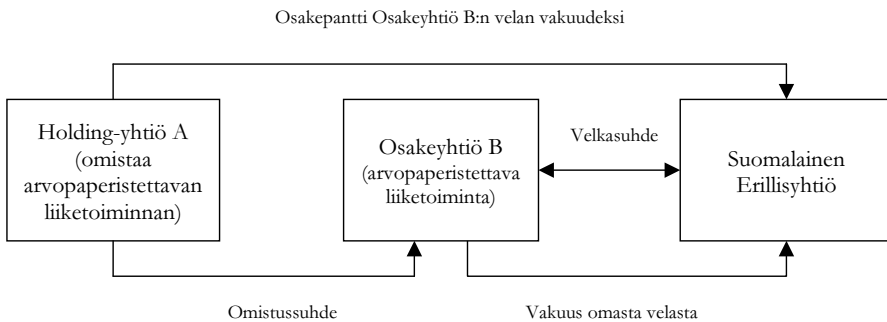 Osakepantti Osakeyhtiö B:n velan vakuudeksi
Holding-yhtiö A
(omistaa
arvopaperistettavan
liiketoiminnan)
Osakeyhtiö B
(arvopaperistettava
liiketoiminta)
Velkasuhde
Suomalainen
Erillisyhtiö
Omistussuhde
Vakuus omasta velasta